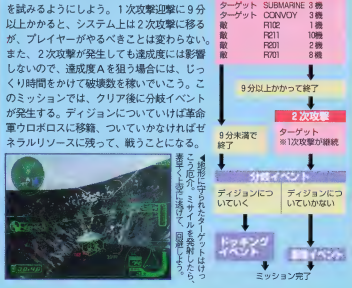 を試みるようにしよう。1次攻撃迎撃に9分
以上かかると、システム上は2次攻撃に移る
が、プレイヤーがやるべきことは変わらない。
また、2次攻撃が発生しても達成度には影響
しないので、達成度Aを狙う場合には、じっ
くり時間をかけて破壊数を稼いでいこう。こ
のミッションでは、クリア後に分岐イベント
が発生する。ディジョンについていけば革命
軍ウロボロスに移籍、ついていかなければゼ
ネラルリソースに残って、戦うことになる。
◀地形に守られたターゲットはけっ
こう厄介。ミサイルを発射したら、
素早く上空に逃げて、回避しよう。
ターゲット SUBMARINE 3機
ターゲット CONVOY 3機
敵 R102 1機
敵 R211 10機
敵 R201 2機
敵 R701 8機
9分以上かかって終了
2次攻撃
ターゲット
※1次攻撃が継続
9分未満で
終了
分岐イベント
ディジョンにつ
いていく
ディジョンにつ
いていかない
ドッキング
イベント
イベント
ミッション完了